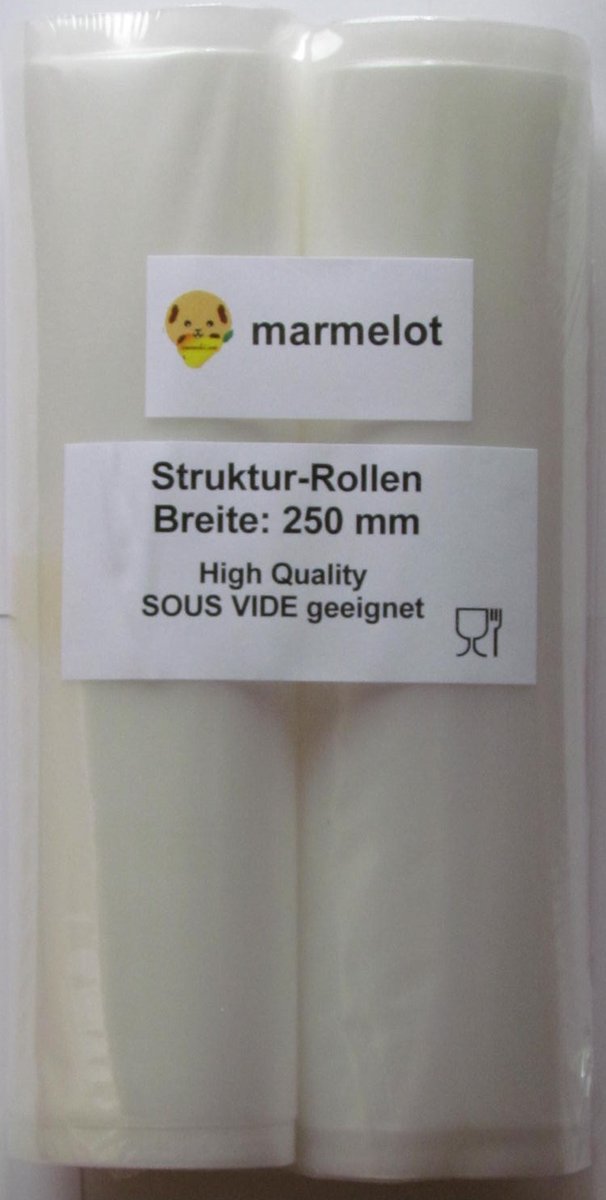 marmelot
Struktur-Rollen
Breite: 250 mm
High Quality
SOUS VIDE geeignet